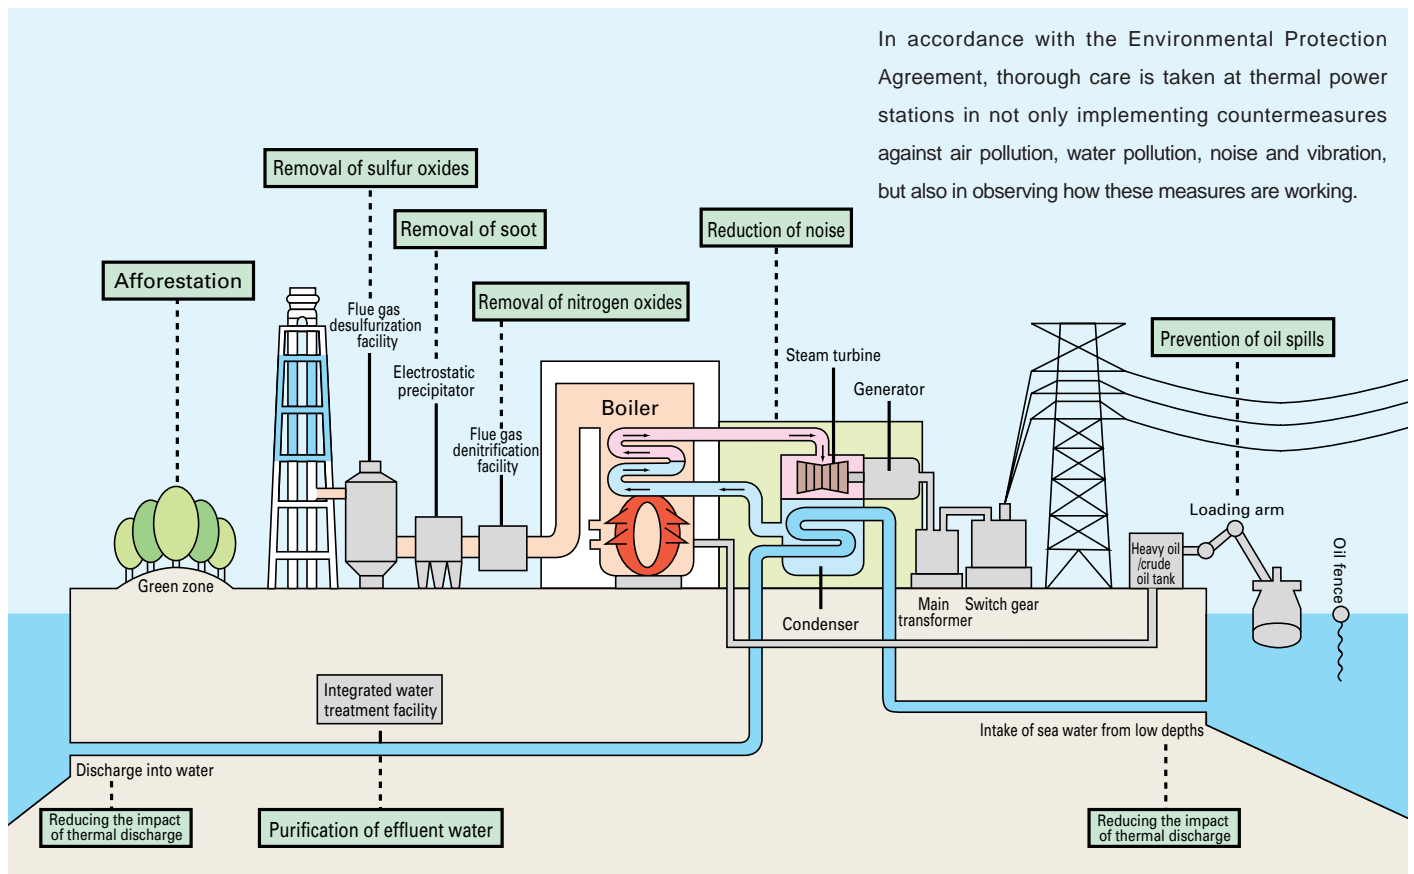 In accordance with the Environmental Protection
Agreement, thorough care is taken at thermal power
stations in not only implementing countermeasures
against air pollution, water pollution, noise and vibration,
but also in observing how these measures are working.
Removal of sulfur oxides
Removal of soot
Reduction of noise
Afforestation
Removal of nitrogen oxides
Prevention of oil spills
Flue gas
desulfurization
facility
Electrostatic
precipitator
Flue gas
denitrification
facility
Boiler
Steam turbine
Generator
Loading arm
Heavy oil
/crude
oil tank
Oil fence
Green zone
Condenser
Main
transformer
Switch gear
Integrated water
treatment facility
Intake of sea water from low depths
Discharge into water
Reducing the impact
of thermal discharge
Purification of effluent water
Reducing the impact
of thermal discharge